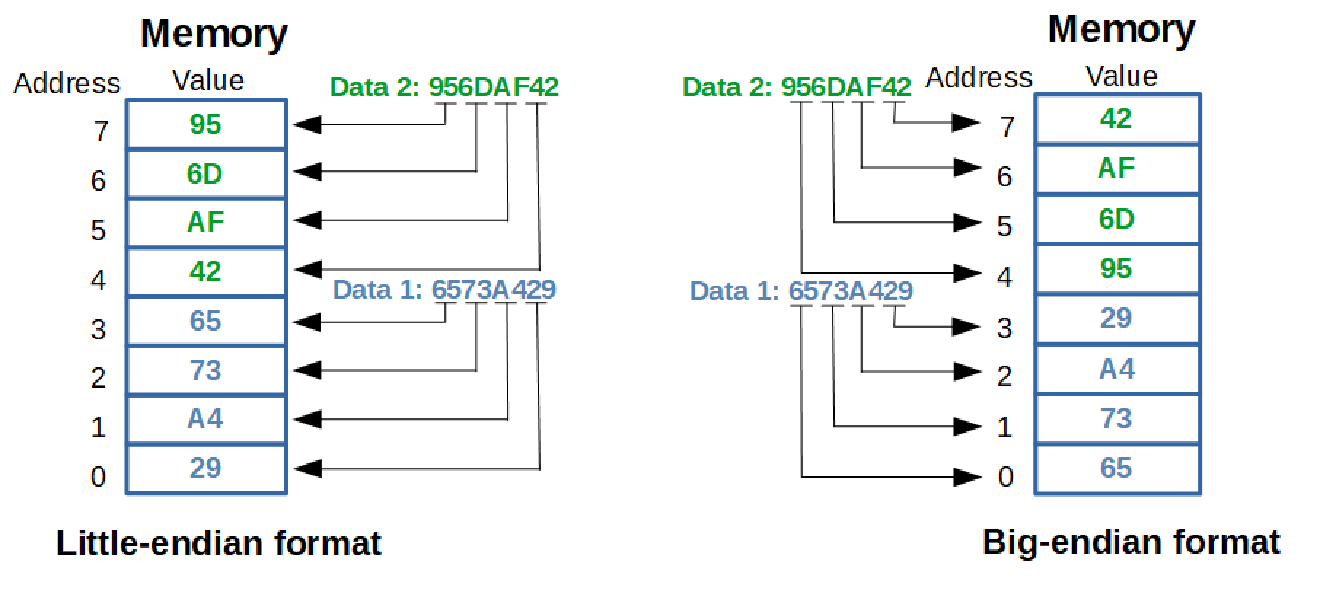 Memory
Address Value
Data 2: 956DAF42
7 95
6 6D
5 AF
4 42
Data 1: 6573A429
3 65
2 73
1 A4
0 29
Little-endian format
Memory
Data 2: 956DAF42 Address Value
7 42
6 AF
5 6D
4 95
Data 1: 6573A429
3 29
2 A4
1 73
0 65
Big-endian format